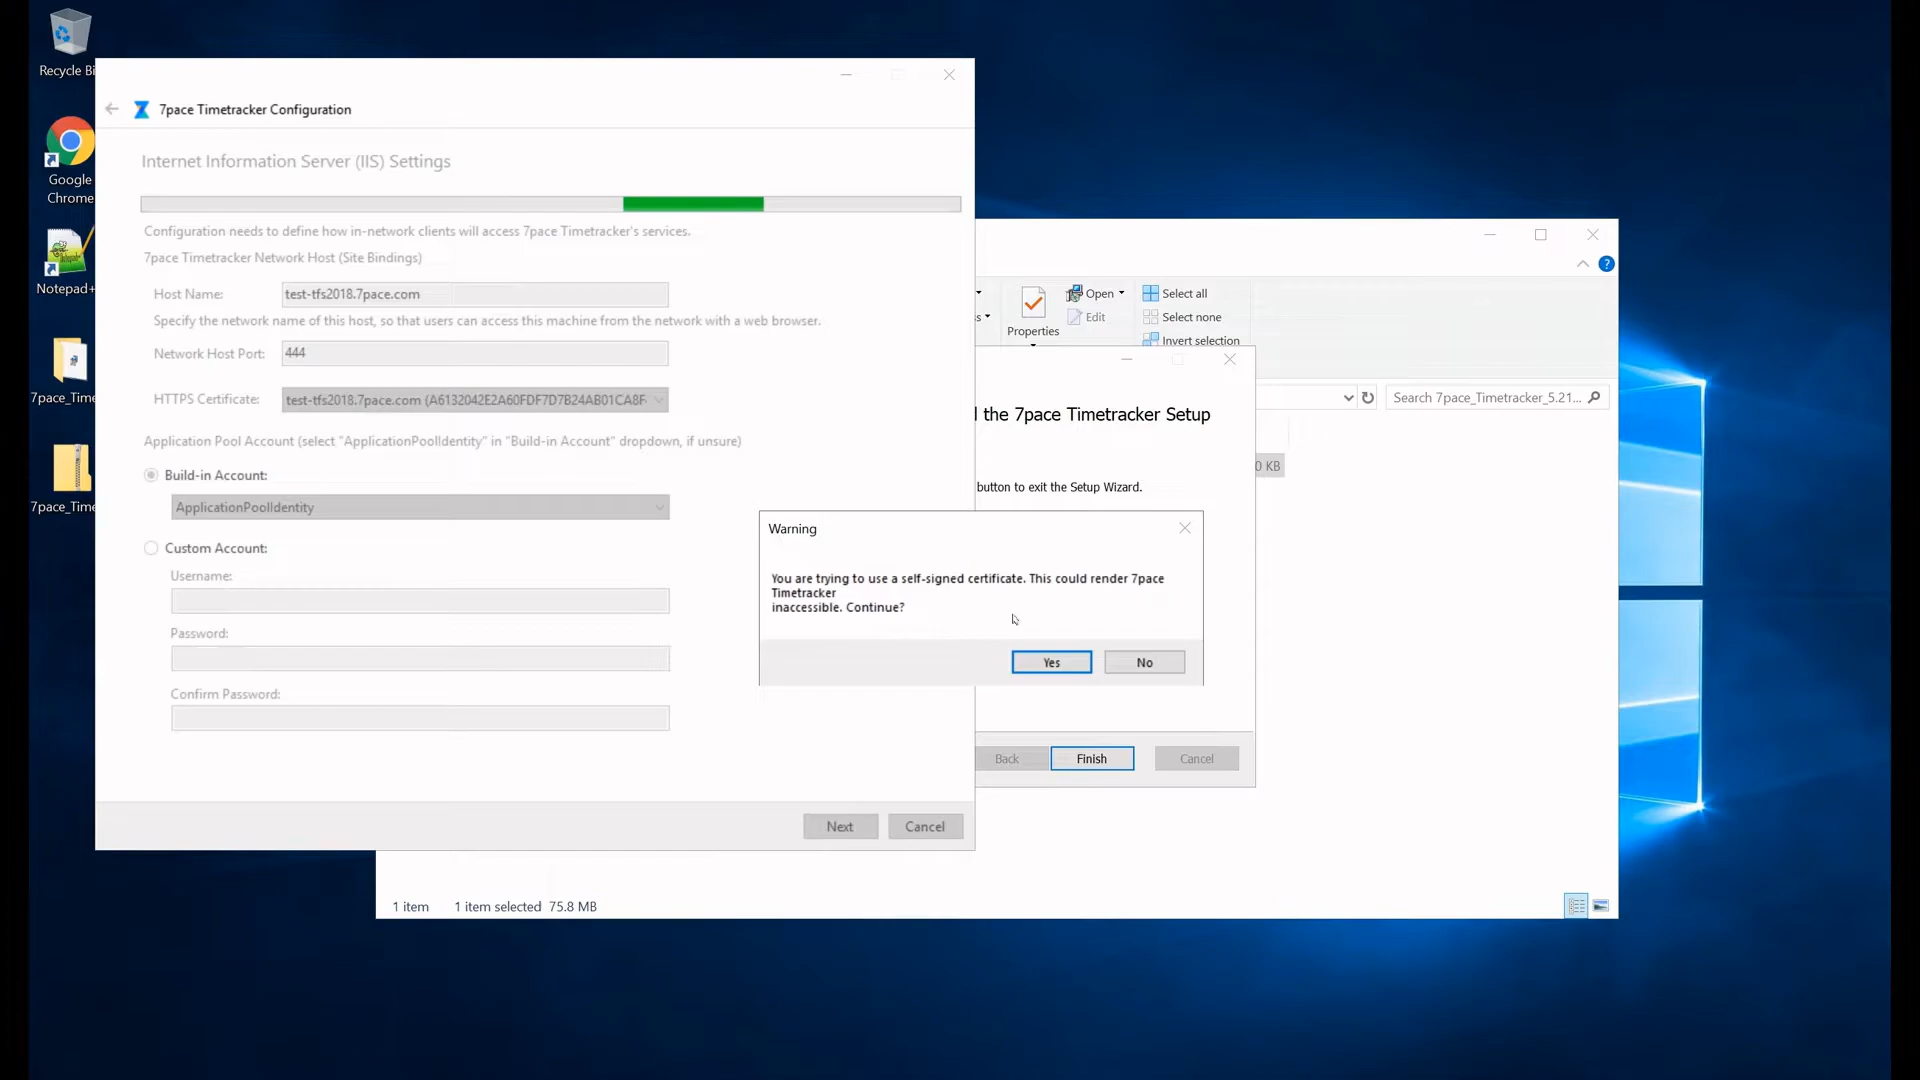 Recycle Bi
Google
Chrome
Notepad+
7pace_Time
7pace_Time
7pace Timetracker Configuration
Internet Information Server (IIS) Settings
Configuration needs to define how in-network clients will access 7pace Timetracker's services.
7pace Timetracker Network Host (Site Bindings)
Host Name:
test-tfs2018.7pace.com
Specify the network name of this host, so that users can access this machine from the network with a web browser.
Network Host Port:
444
HTTPS Certificate:
test-tfs2018.7pace.com (A6132042E2A60FDF7D7B24AB01CA8F
Application Pool Account (select "ApplicationPoolIdentity" in "Build-in Account" dropdown, if unsure)
Build-in Account:
ApplicationPoolIdentity
Custom Account:
Username:
Password:
Confirm Password:
Next
Cancel
Properties
Open
Edit
Select all
Select none
Invert selection
Search 7pace_Timetracker_5.21...
0 KB
the 7pace Timetracker Setup
button to exit the Setup Wizard.
Warning
You are trying to use a self-signed certificate. This could render 7pace
Timetracker
inaccessible. Continue?
Yes
No
Back
Finish
Cancel
1 item
1 item selected 75.8 MB